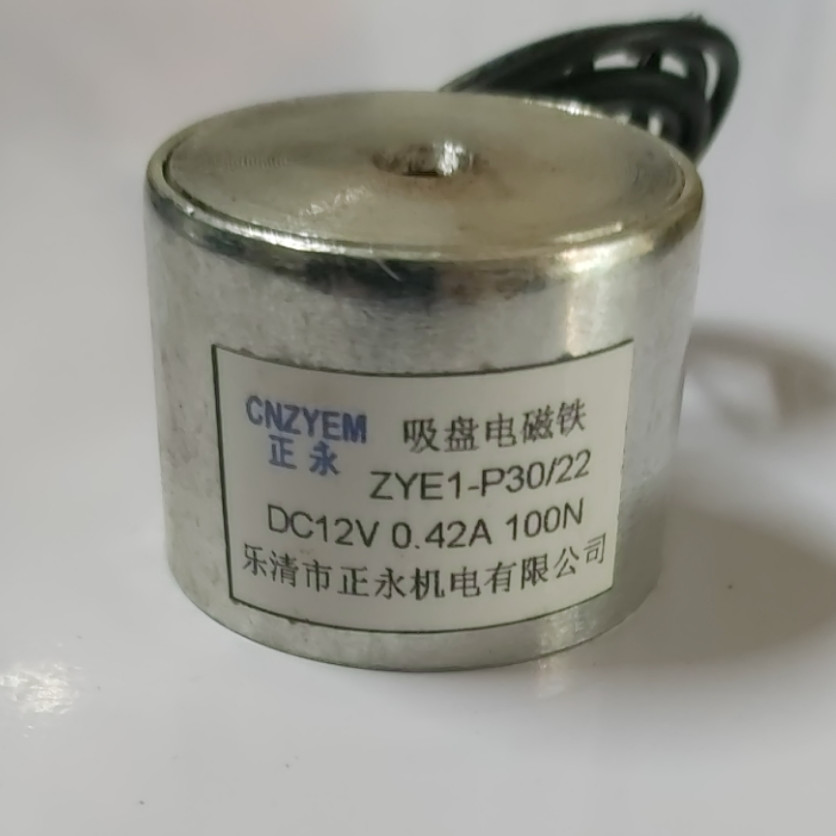 CNZYEM 吸盘电磁铁
正永 ZYE1-P30/22
DC12V 0.42A 100N
乐清市正永机电有限公司